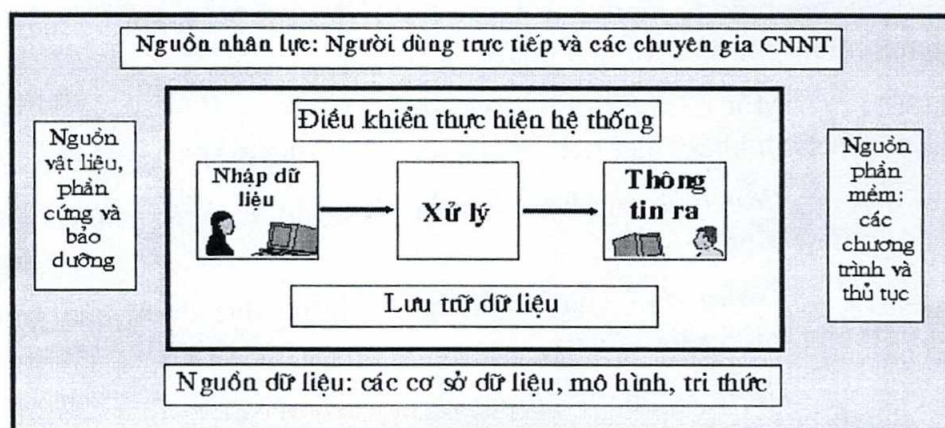 Nguồn nhân lực: Người dùng trực tiếp và các chuyên gia CNNT
Nguồn
vật liệu,
phần
cứng và
bảo
dưỡng
Điều khiển thực hiện hệ thống
Nhập dữ
liệu
Xử lý
Thông
tin ra
Lưu trữ dữ liệu
Nguồn
phần
mềm:
các
chương
trình và
thủ tục
Nguồn dữ liệu: các cơ sở dữ liệu, mô hình, tri thức